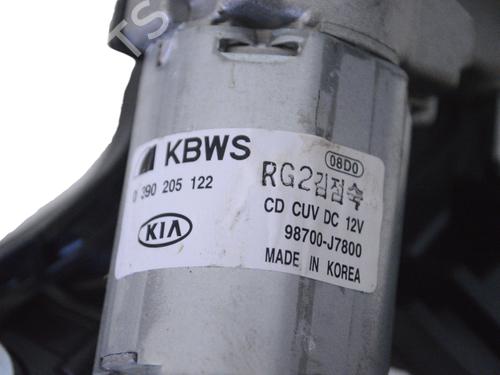 KBWS
08D0
0 390 205 122
RG2김점숙
CD CUV DC 12V
KIA
98700-J7800
MADE IN KOREA